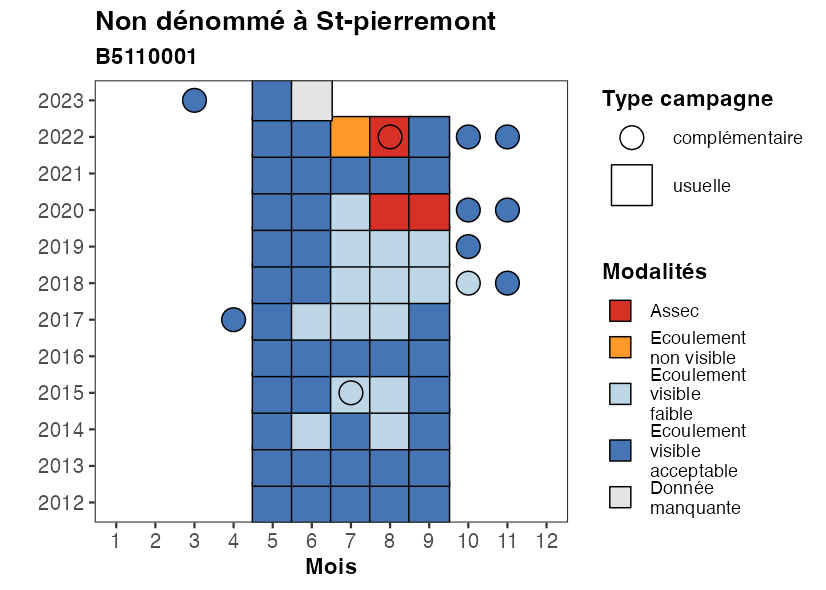 Non dénommé à St-pierremont
B5110001
2023
2022
2021
2020
2019
2018
2017
2016
2015
2014
2013
2012
1 2 3 4 5 6 7 8 9 10 11 12
Mois
Type campagne
complémentaire
usuelle
Modalités
Assec
Ecoulement
non visible
Ecoulement
visible
faible
Ecoulement
visible
acceptable
Donnée
manquante